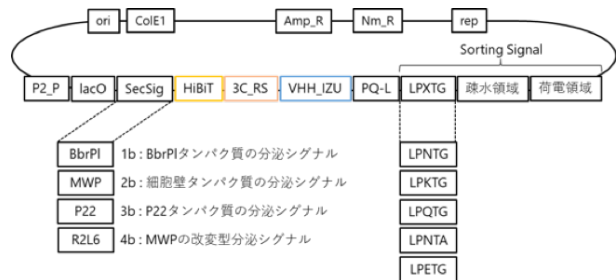 ori ColE1 Amp_R Nm_R rep
Sorting Signal
P2_P lacO SecSig HiBiT 3C_RS VHH_IZU PQ-L LPXTG 疎水領域 荷電領域
BbrPl 1b : BbrPlタンパク質の分泌シグナル LPNTG
MWP 2b : 細胞壁タンパク質の分泌シグナル LPKTG
P22 3b : P22タンパク質の分泌シグナル LPQTG
R2L6 4b : MWPの改変型分泌シグナル LPNTA
LPETG